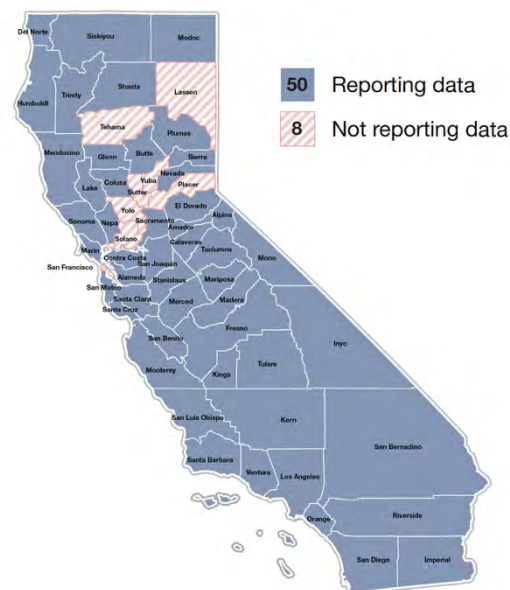 Del Norte
Siskiyou
Modoc
50 Reporting data
8 Not reporting data
Humboldt
Trinity
Shasta
Lassen
Tehama
Plumas
Mendocino
Glenn
Butte
Sierra
Nevada
Colusa
Yuba
Placer
Lake
Sutter
El Dorado
Yolo
Sonoma
Napa
Sacramento
Alpine
Amador
Solano
Calaveras
Marin
Contra Costa
Tuolumne
San Joaquin
Mono
San Francisco
Alameda
Stanislaus
Mariposa
San Mateo
Santa Clara
Merced
Madera
Santa Cruz
Fresno
San Benito
Inyo
Monterey
Kings
Tulare
San Luis Obispo
Kern
San Bernadino
Santa Barbara
Ventura
Los Angeles
Orange
Riverside
San Diego
Imperial